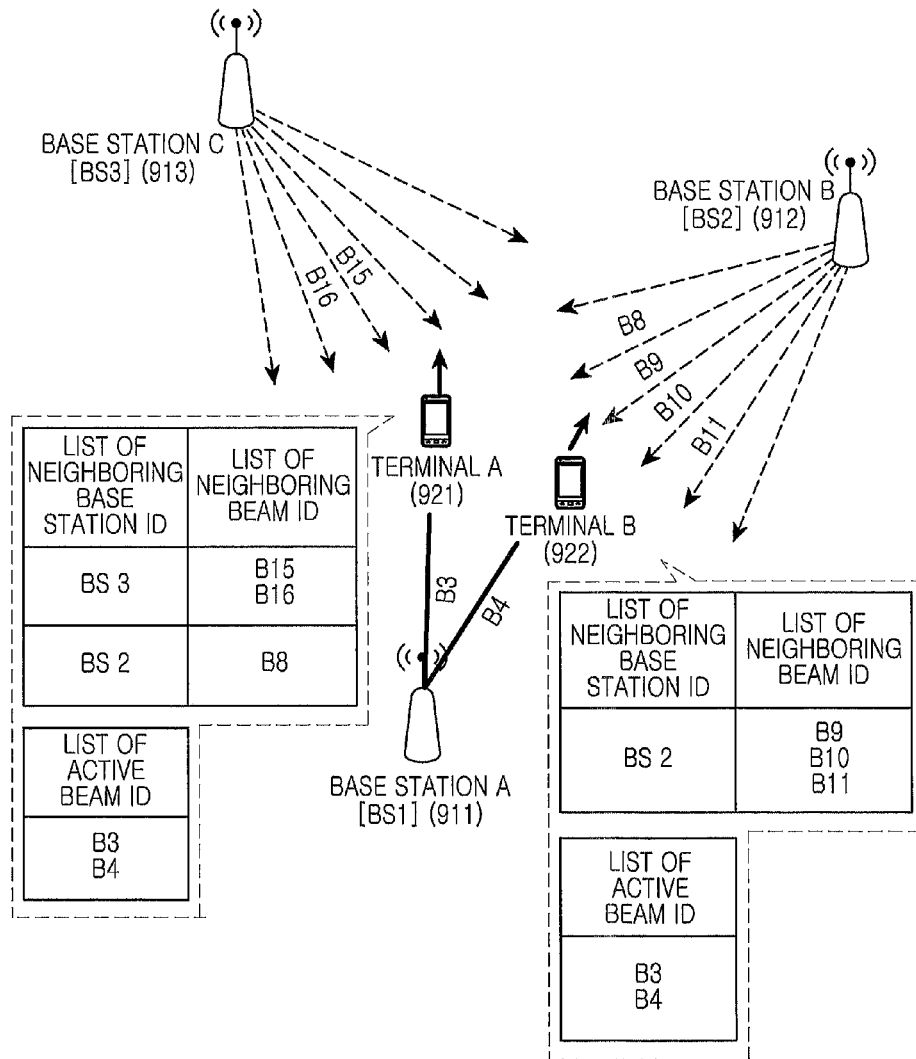 BASE STATION C
[BS3] (913)
BASE STATION B
[BS2] (912)
B15
B16
B8
B9
B10
B11
TERMINAL A
(921)
TERMINAL B
(922)
B3
B4
BASE STATION A
[BS1] (911)
LIST OF
NEIGHBORING
BASE
STATION ID
LIST OF
NEIGHBORING
BEAM ID
BS 3
B15
B16
BS 2
B8
LIST OF
ACTIVE
BEAM ID
B3
B4
LIST OF
NEIGHBORING
BASE
STATION ID
LIST OF
NEIGHBORING
BEAM ID
BS 2
B9
B10
B11
LIST OF
ACTIVE
BEAM ID
B3
B4